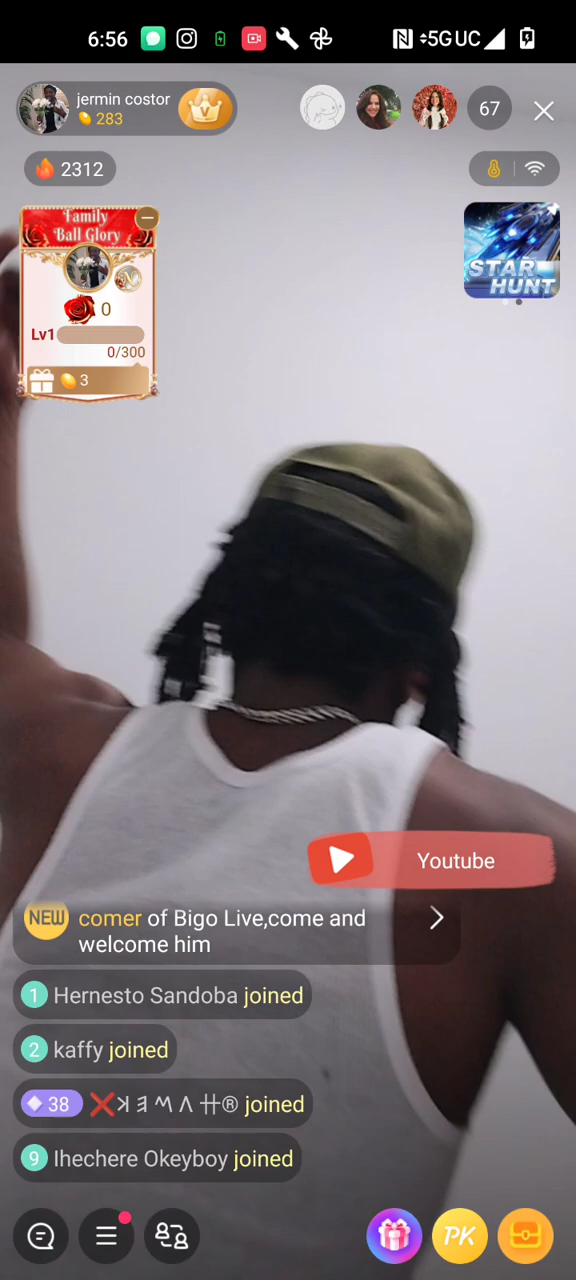 6:56
5G UC
jermin costor
283
67
2312
Family
Ball Glory
0
Lv1
0/300
3
STAR
HUNT
Youtube
NEW comer of Bigo Live,come and
welcome him
1 Hernesto Sandoba joined
2 kaffy joined
38 joined
9 Ihechere Okeyboy joined
PK